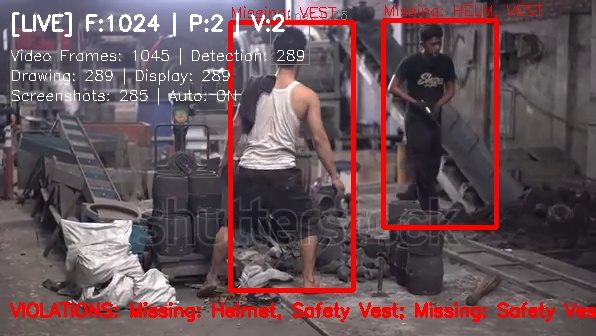 [LIVE] F:1024 | P:2 | V:2
Missing: VEST
Missing: HELM, VEST
Video Frames: 1045 | Detection: 289
Drawing: 289 | Display: 289
Screenshots: 285 | Auto: ON
shutterstock
VIOLATIONS: Missing: Helmet, Safety Vest; Missing: Safety Ves